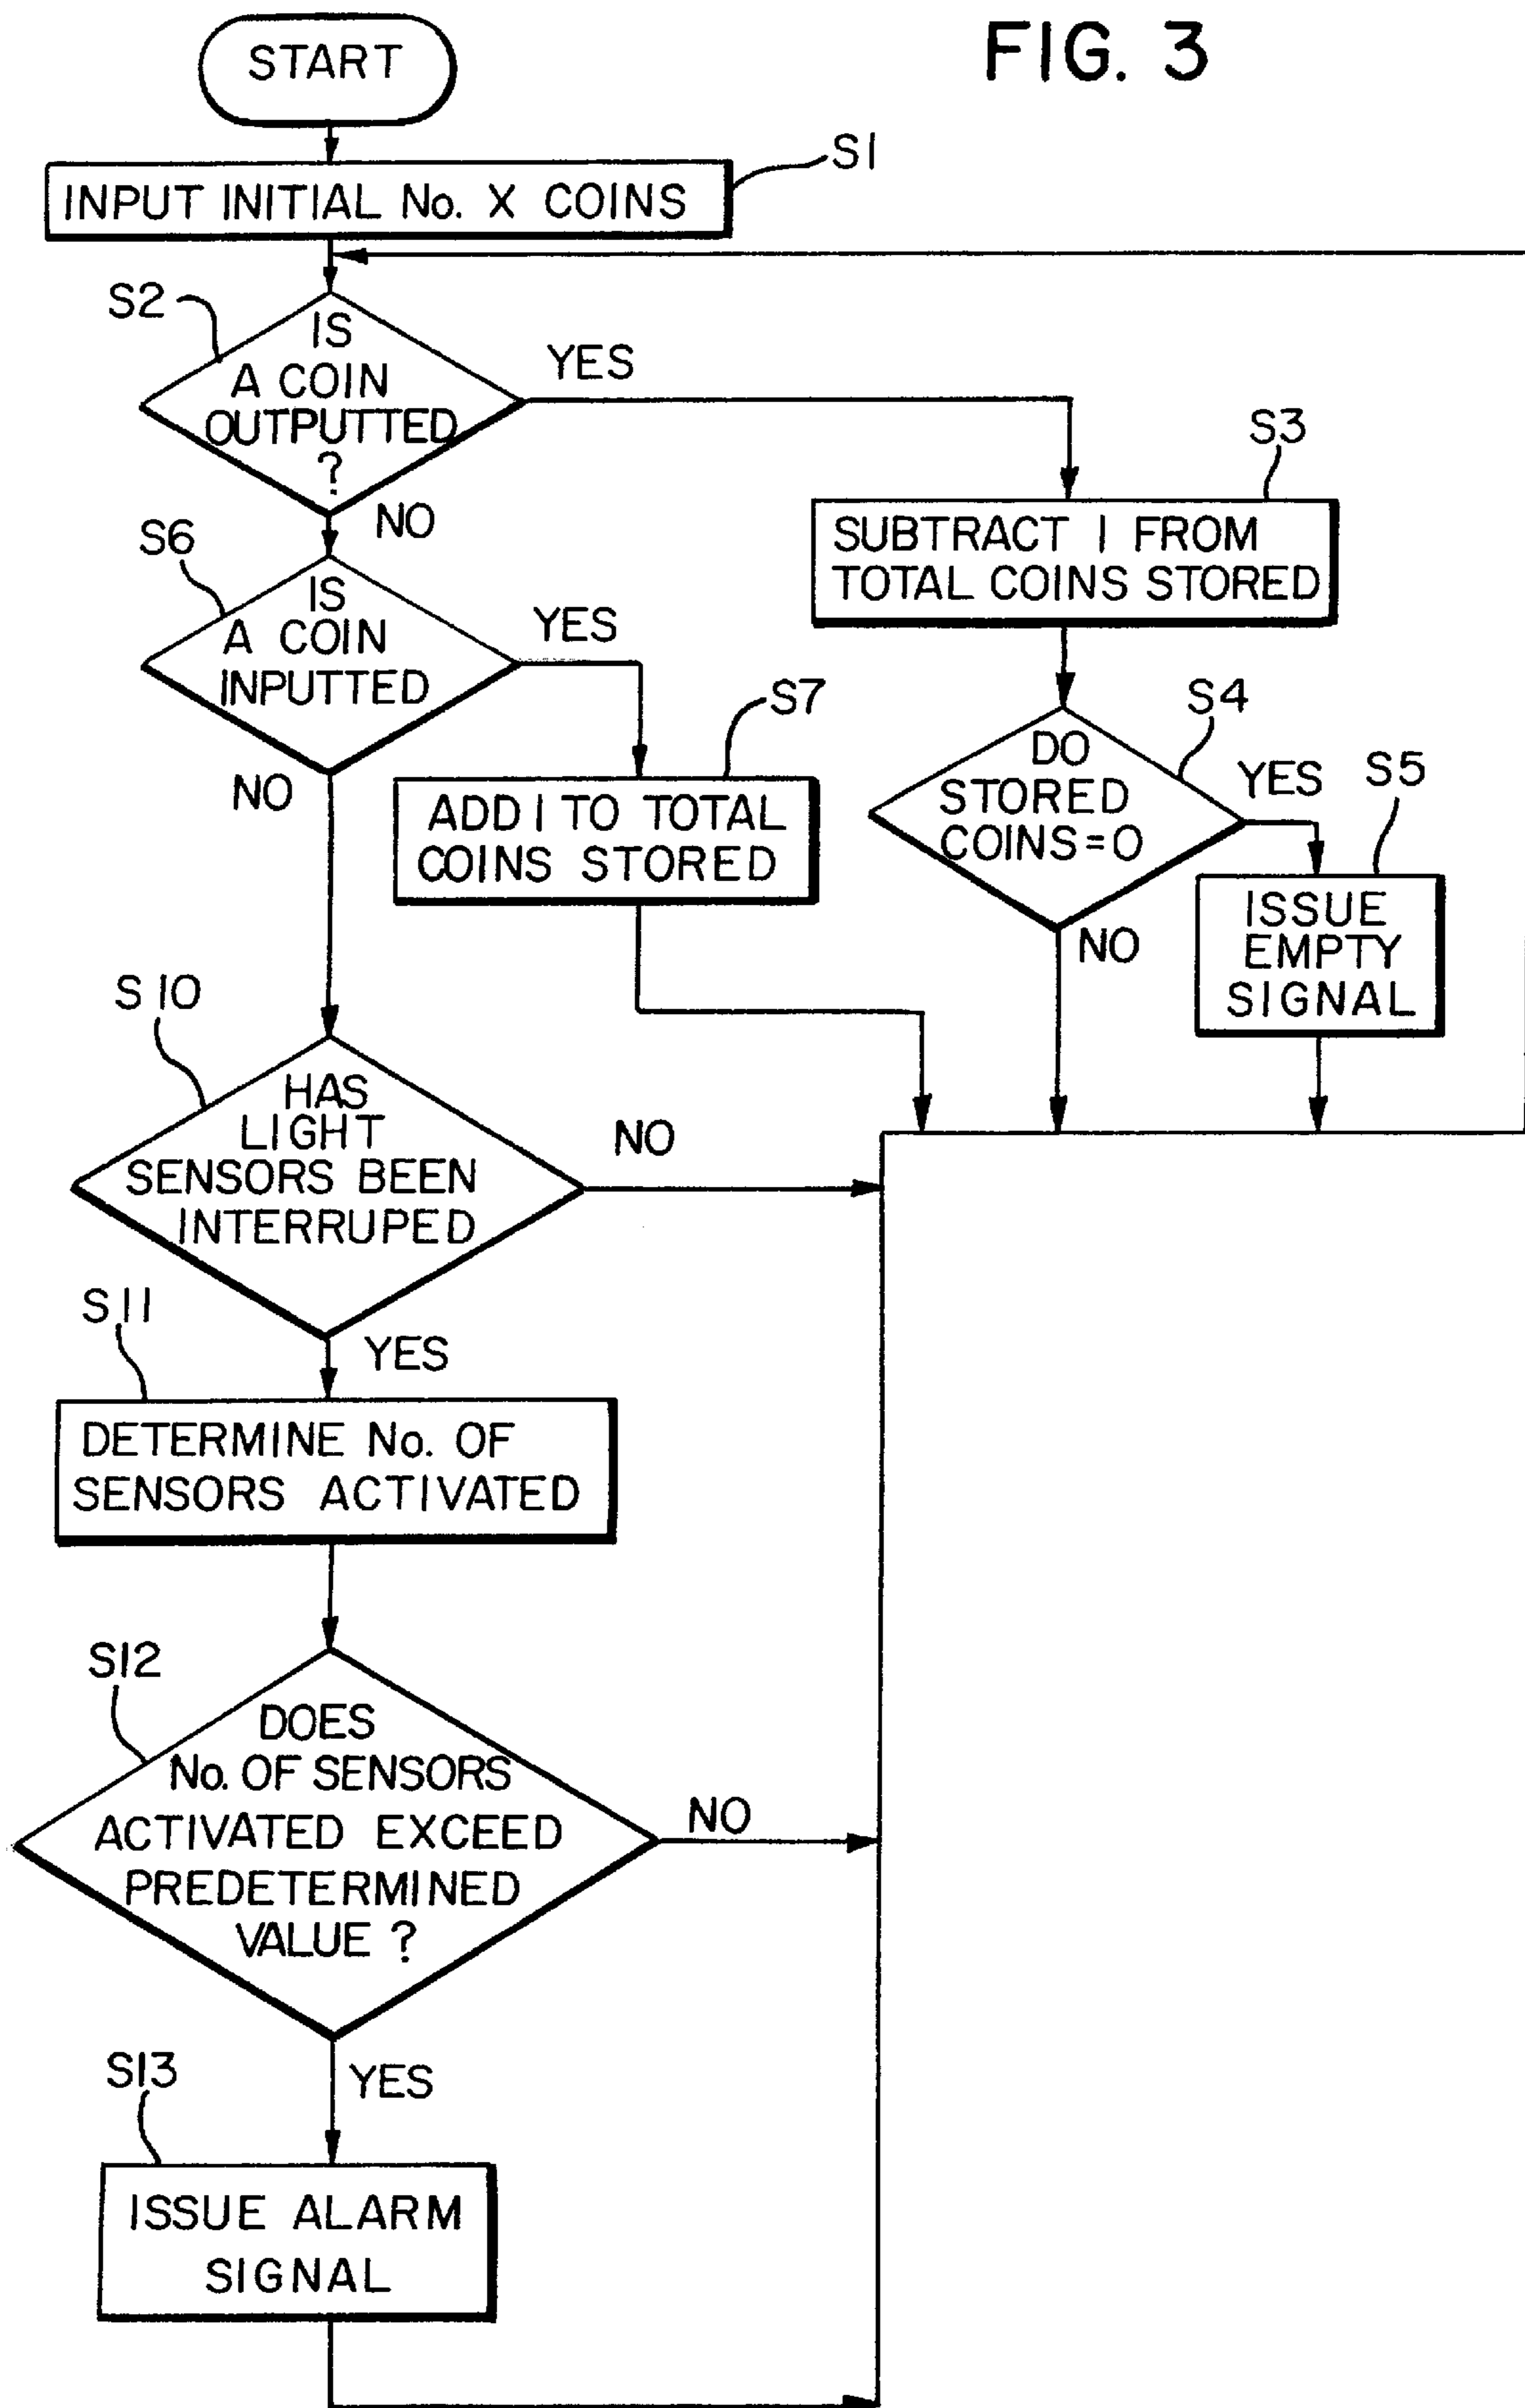 FIG. 3
START
S1
INPUT INITIAL No. X COINS
S2
IS
A COIN
OUTPUTTED
?
YES
NO
S3
SUBTRACT 1 FROM
TOTAL COINS STORED
S4
DO
STORED
COINS=0
YES
NO
S5
ISSUE
EMPTY
SIGNAL
S6
IS
A COIN
INPUTTED
YES
NO
S7
ADD 1 TO TOTAL
COINS STORED
S10
HAS
LIGHT
SENSORS BEEN
INTERRUPED
NO
YES
S11
DETERMINE No. OF
SENSORS ACTIVATED
S12
DOES
No. OF SENSORS
ACTIVATED EXCEED
PREDETERMINED
VALUE ?
NO
YES
S13
ISSUE ALARM
SIGNAL